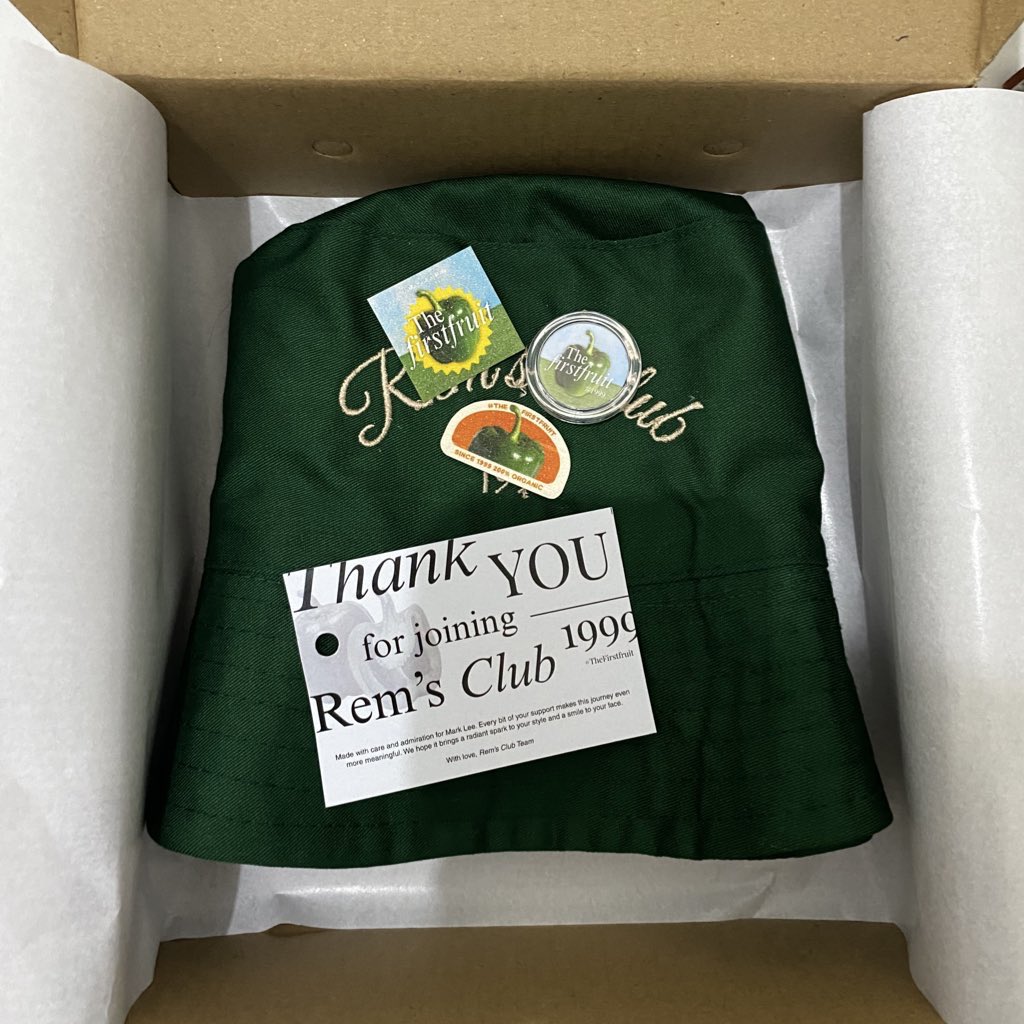 The
firstfruit
The
firstfruit
©1999
lub
#THE FIRSTFRUIT
SINCE 1999 200% ORGANIC
Thank YOU
for joining
1999
Rem's Club
#TheFirstfruit
Made with care and admiration for Mark Lee. Every bit of your support makes this journey even
more meaningful. We hope it brings a radiant spark to your style and a smile to your face.
With love, Rem's Club Team